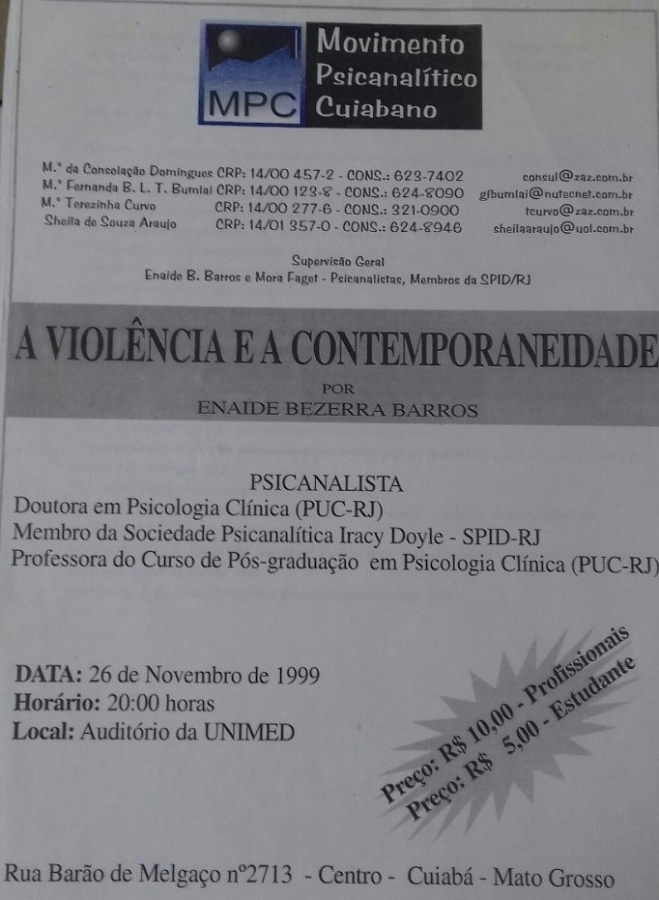 MPC
Movimento
Psicanalítico
Cuiabano
M.ª da Consolação Domingues CRP: 14/00 457-2 - CONS.: 623-7402 consul@zaz.com.br
M.ª Fernanda B. L. T. Bumlai CRP: 14/00 123-8 - CONS.: 624-8090 gfbumlai@nutecnet.com.br
M.ª Terezinha Curvo CRP: 14/00 277-6 - CONS.: 321-0900 tcurvo@zaz.com.br
Sheila de Souza Araujo CRP: 14/01 357-0 - CONS.: 624-8946 sheilaaraujo@uol.com.br
Supervisão Geral
Enaide B. Barros e Mora Faget - Psicanalistas, Membros da SPID/RJ
A VIOLÊNCIA E A CONTEMPORANEIDADE
POR
ENAIDE BEZERRA BARROS
PSICANALISTA
Doutora em Psicologia Clínica (PUC-RJ)
Membro da Sociedade Psicanalítica Iracy Doyle - SPID-RJ
Professora do Curso de Pós-graduação em Psicologia Clínica (PUC-RJ)
DATA: 26 de Novembro de 1999
Horário: 20:00 horas
Local: Auditório da UNIMED
Preço: R$ 10,00 - Profissionais
Preço: R$ 5,00 - Estudante
Rua Barão de Melgaço nº2713 - Centro - Cuiabá - Mato Grosso